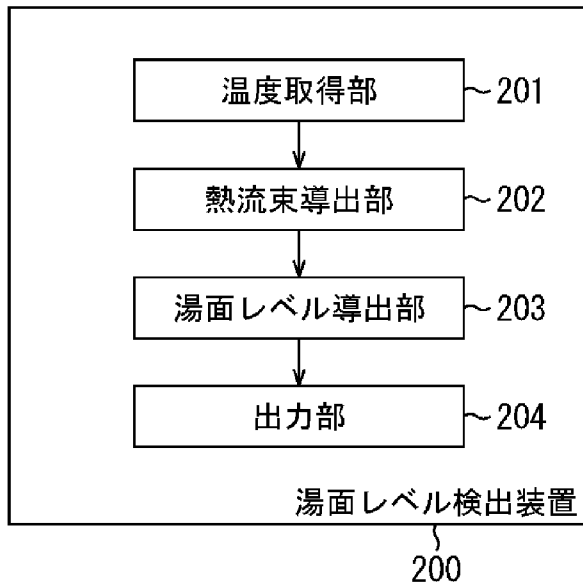 温度取得部 201
熱流束導出部 202
湯面レベル導出部 203
出力部 204
湯面レベル検出装置
200